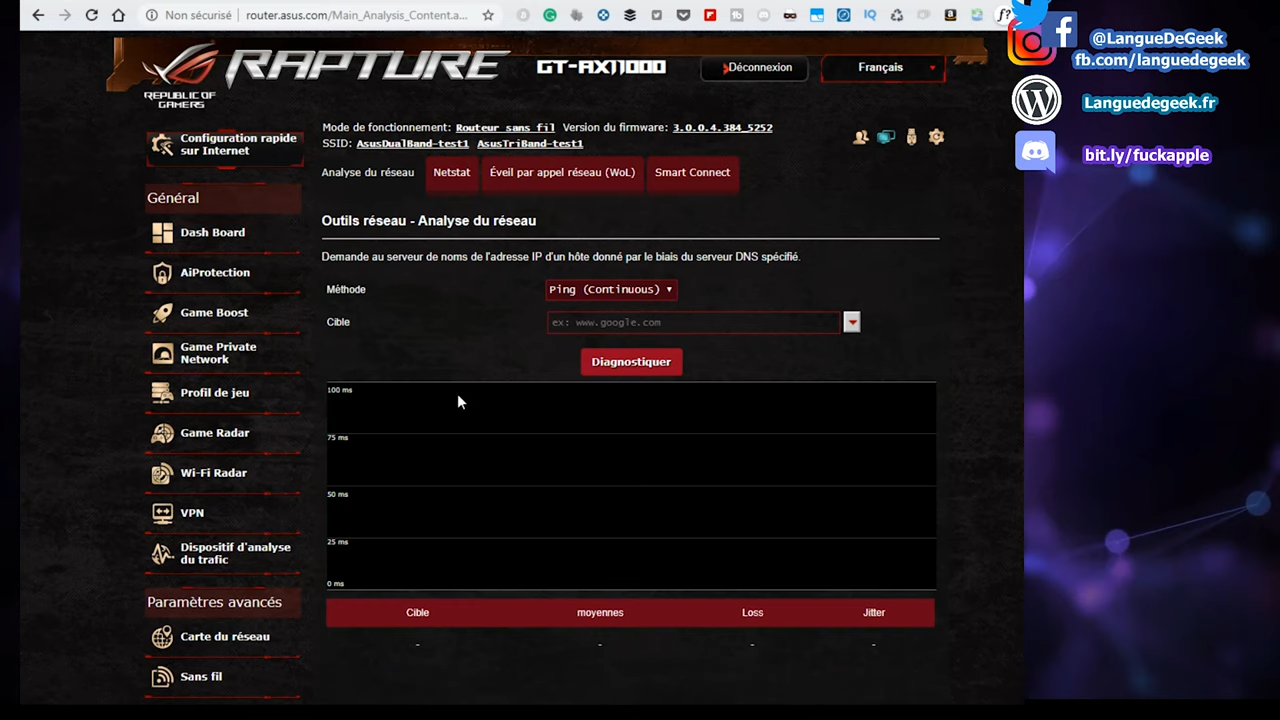 Non sécurisé
router.asus.com/Main_Analysis_Content.a...
@LangueDeGeek
fb.com/languedegeek
Languedegeek.fr
bit.ly/fuckapple
REPUBLIC OF
GAMERS
RAPTURE
GT-AX11000
Déconnexion
Français
Configuration rapide
sur Internet
Mode de fonctionnement: Routeur sans fil Version du firmware: 3.0.0.4.384_5252
SSID: AsusDualBand-test1 AsusTriBand-test1
Analyse du réseau
Netstat
Éveil par appel réseau (WoL)
Smart Connect
Général
Dash Board
AiProtection
Game Boost
Game Private
Network
Profil de jeu
Game Radar
Wi-Fi Radar
VPN
Dispositif d'analyse
du trafic
Paramètres avancés
Carte du réseau
Sans fil
Outils réseau - Analyse du réseau
Demande au serveur de noms de l'adresse IP d'un hôte donné par le biais du serveur DNS spécifié.
Méthode
Ping (Continuous)
Cible
ex: www.google.com
Diagnostiquer
100 ms
75 ms
50 ms
25 ms
0 ms
Cible moyennes Loss Jitter
- - - -